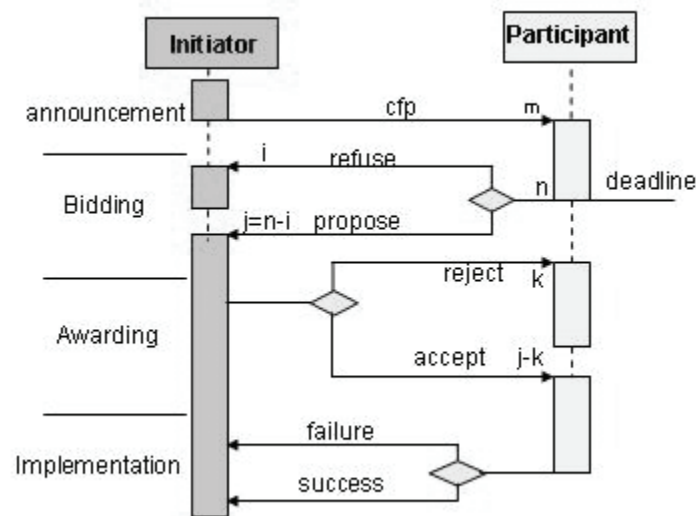 Initiator
Participant
announcement
cfp
m
i
refuse
n
deadline
Bidding
j=n-i propose
reject
k
Awarding
accept
j-k
failure
Implementation
success